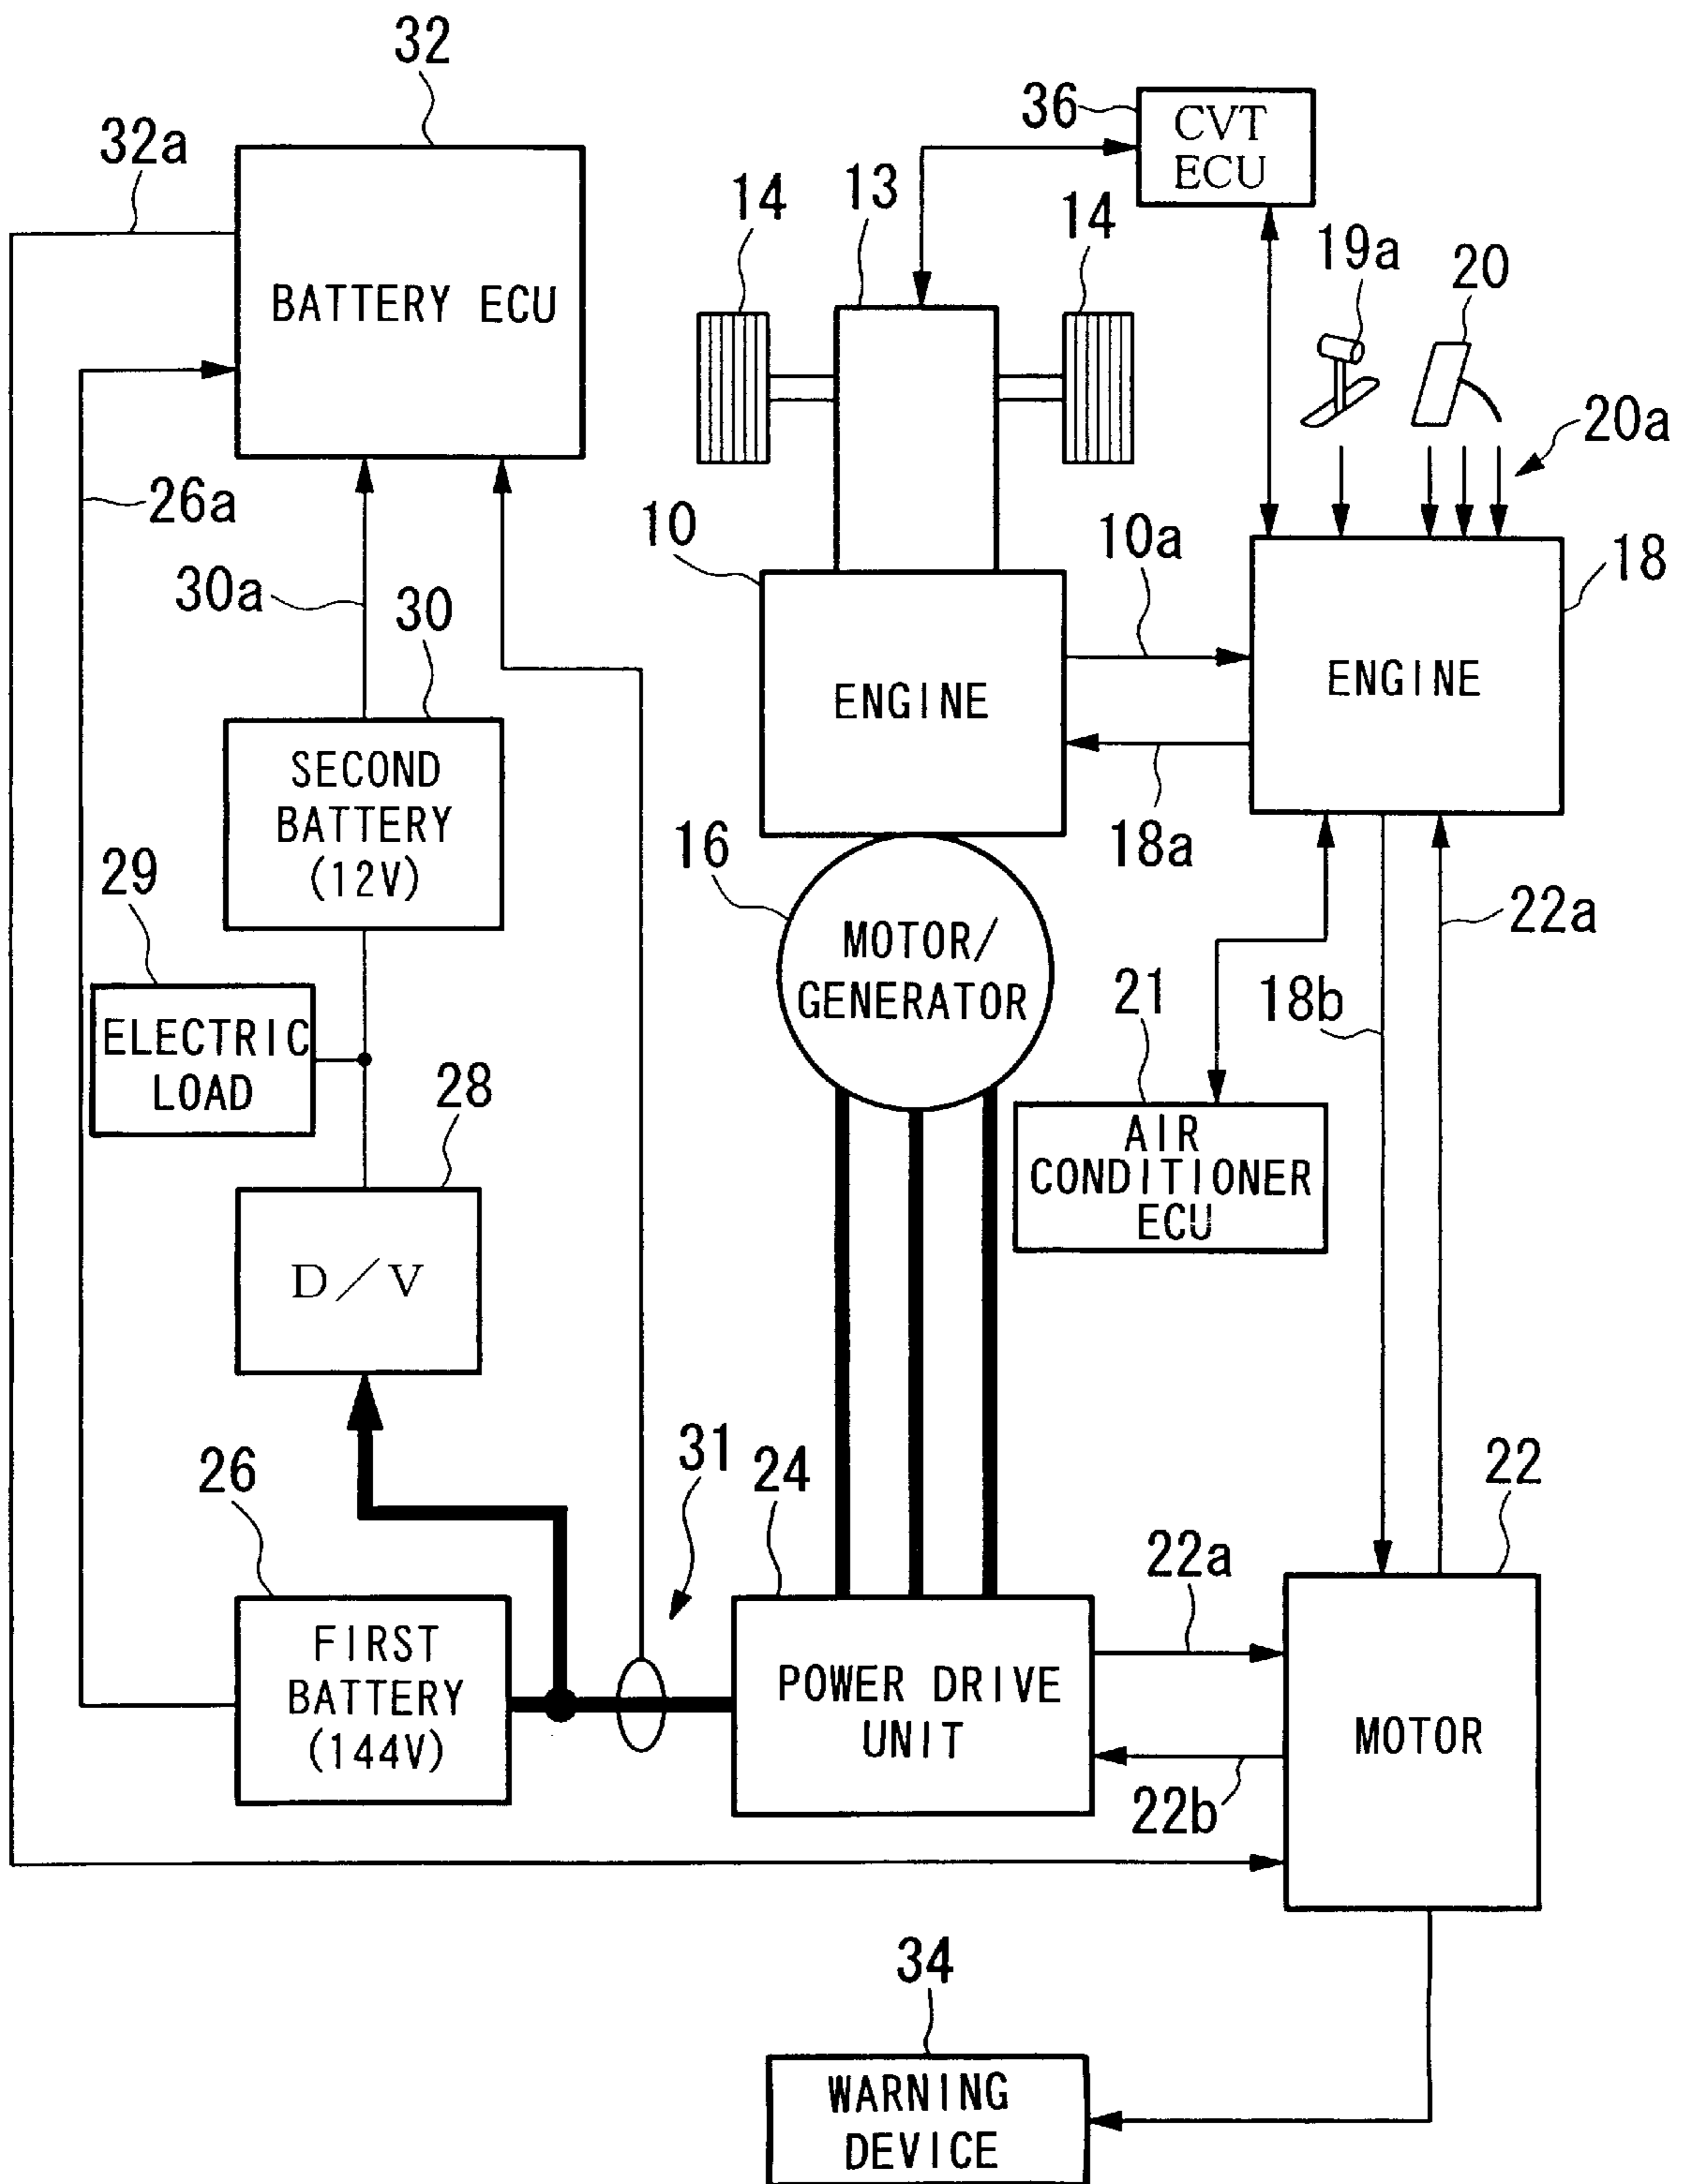 32
32a
36
CVT
ECU
14
13
14
19a
20
BATTERY ECU
20a
26a
10
10a
18
30a
30
ENGINE
ENGINE
SECOND
BATTERY
(12V)
18a
29
16
22a
MOTOR/
GENERATOR
21
18b
ELECTRIC
LOAD
28
AIR
CONDITIONER
ECU
D/V
31
26
24
22
22a
FIRST
BATTERY
(144V)
POWER DRIVE
UNIT
MOTOR
22b
34
WARNING
DEVICE